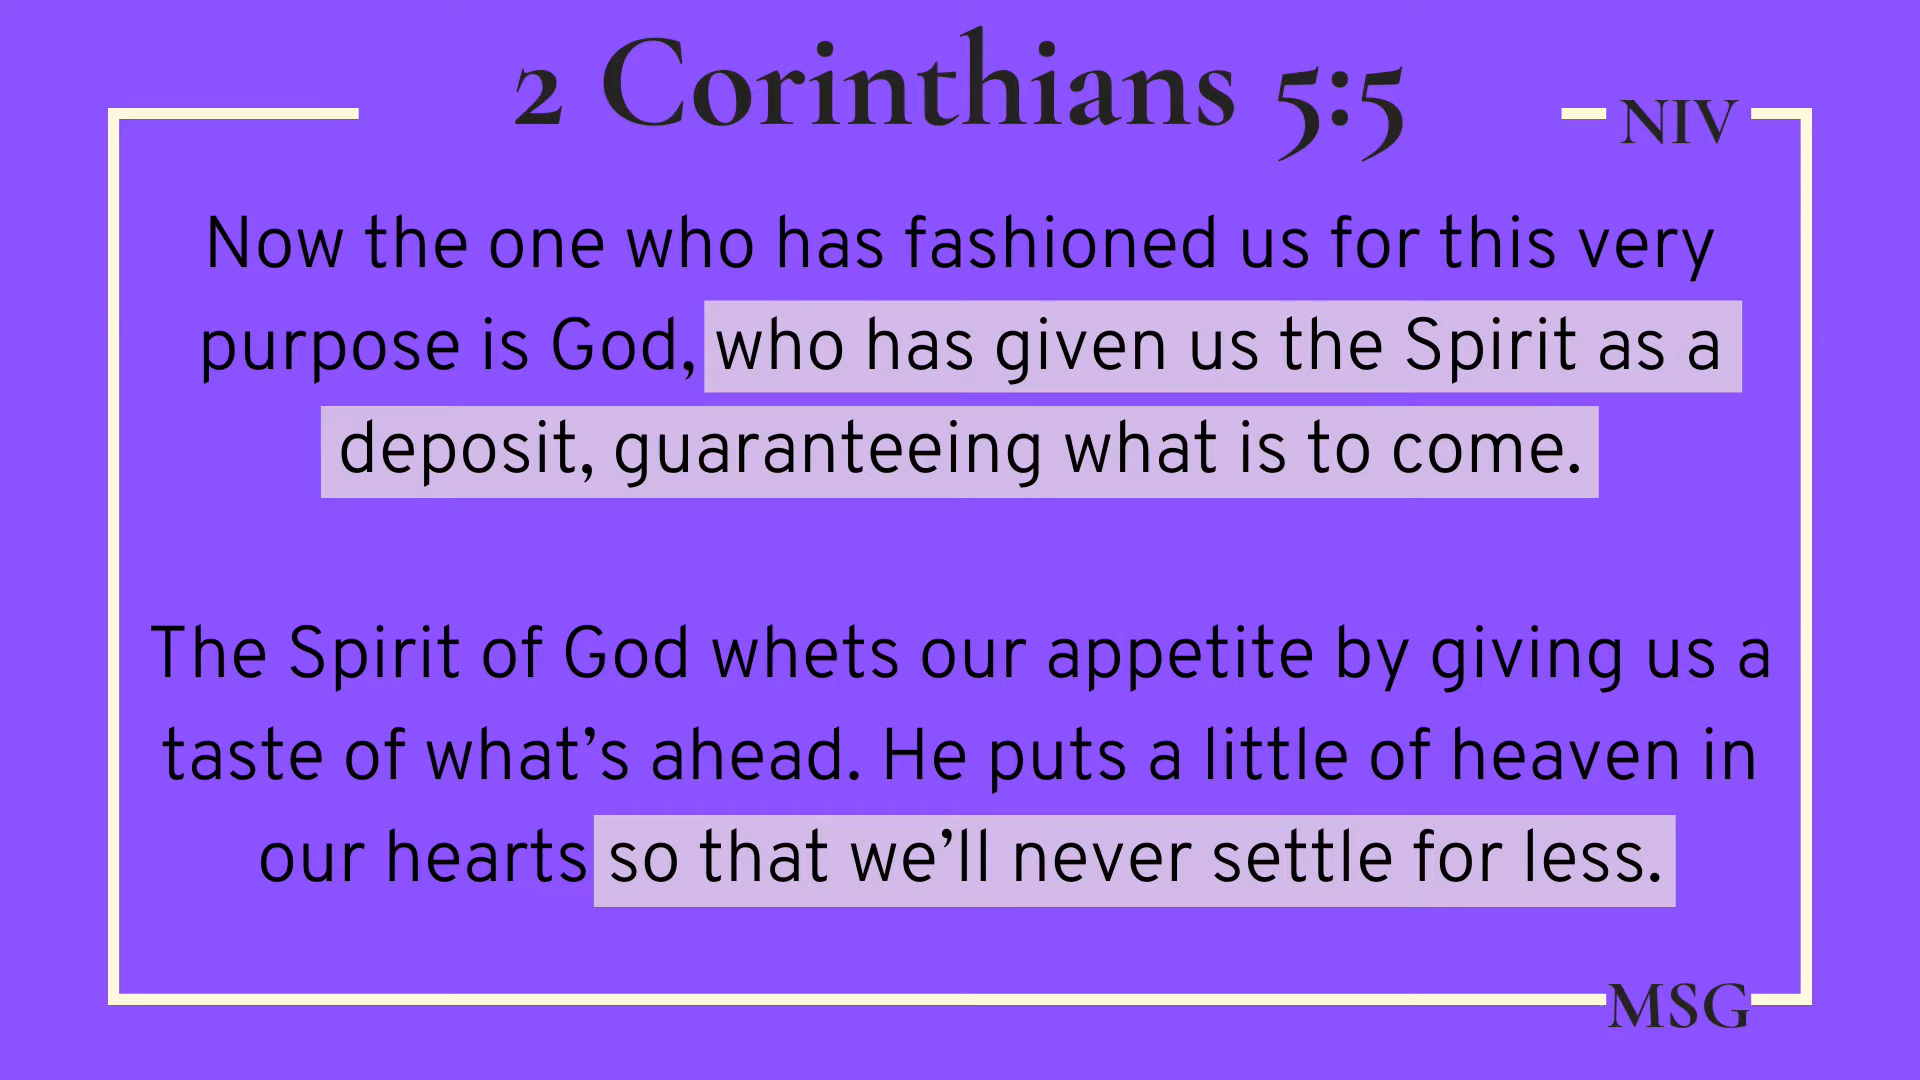 2 Corinthians 5:5
NIV
Now the one who has fashioned us for this very
purpose is God, who has given us the Spirit as a
deposit, guaranteeing what is to come.
The Spirit of God whets our appetite by giving us a
taste of what’s ahead. He puts a little of heaven in
our hearts so that we’ll never settle for less.
MSG